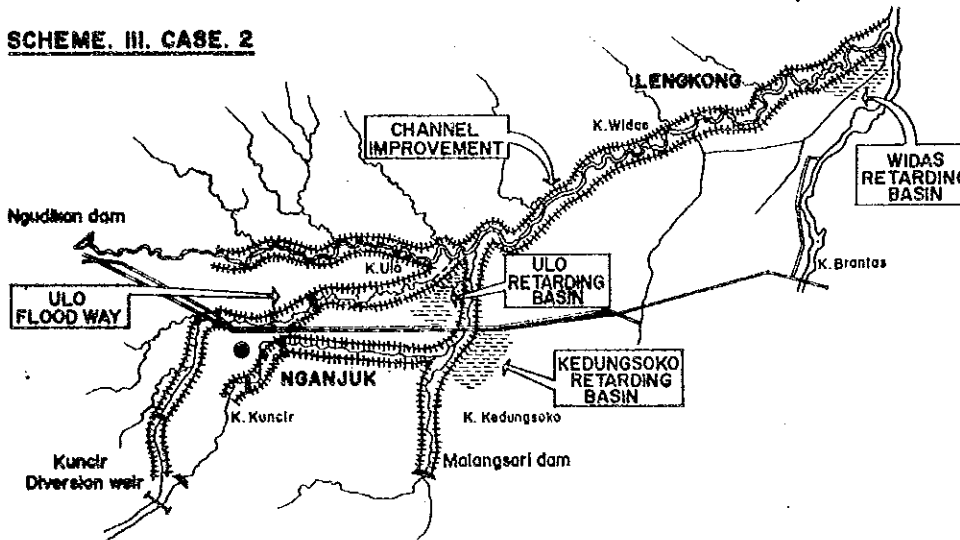 SCHEME. III. CASE. 2
LENGKONG
K.Widas
CHANNEL
IMPROVEMENT
WIDAS
RETARDING
BASIN
Ngudikan dam
K.Ulo
ULO
RETARDING
BASIN
K.Brantas
ULO
FLOOD WAY
KEDUNGSOKO
RETARDING
BASIN
NGANJUK
K. Kuncir
K. Kedungsoko
Kuncir
Diversion weir
Malangsari dam